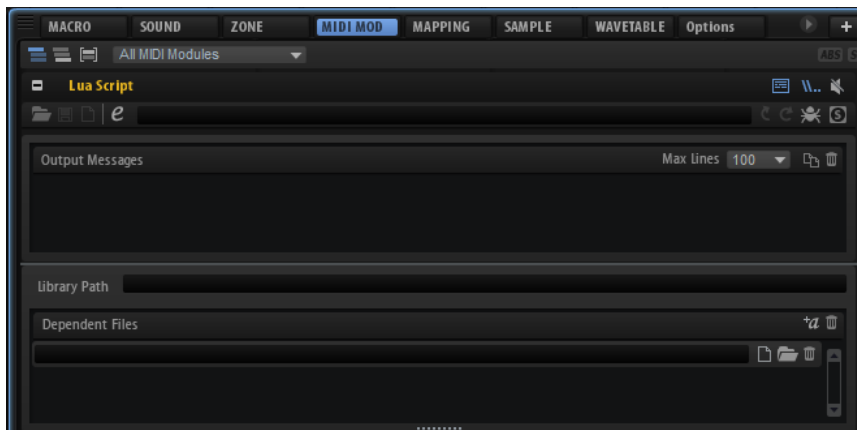 MACRO SOUND ZONE MIDI MOD MAPPING SAMPLE WAVETABLE Options +
All MIDI Modules ABS S
Lua Script \\..
e S
Output Messages Max Lines 100
Library Path
Dependent Files +a